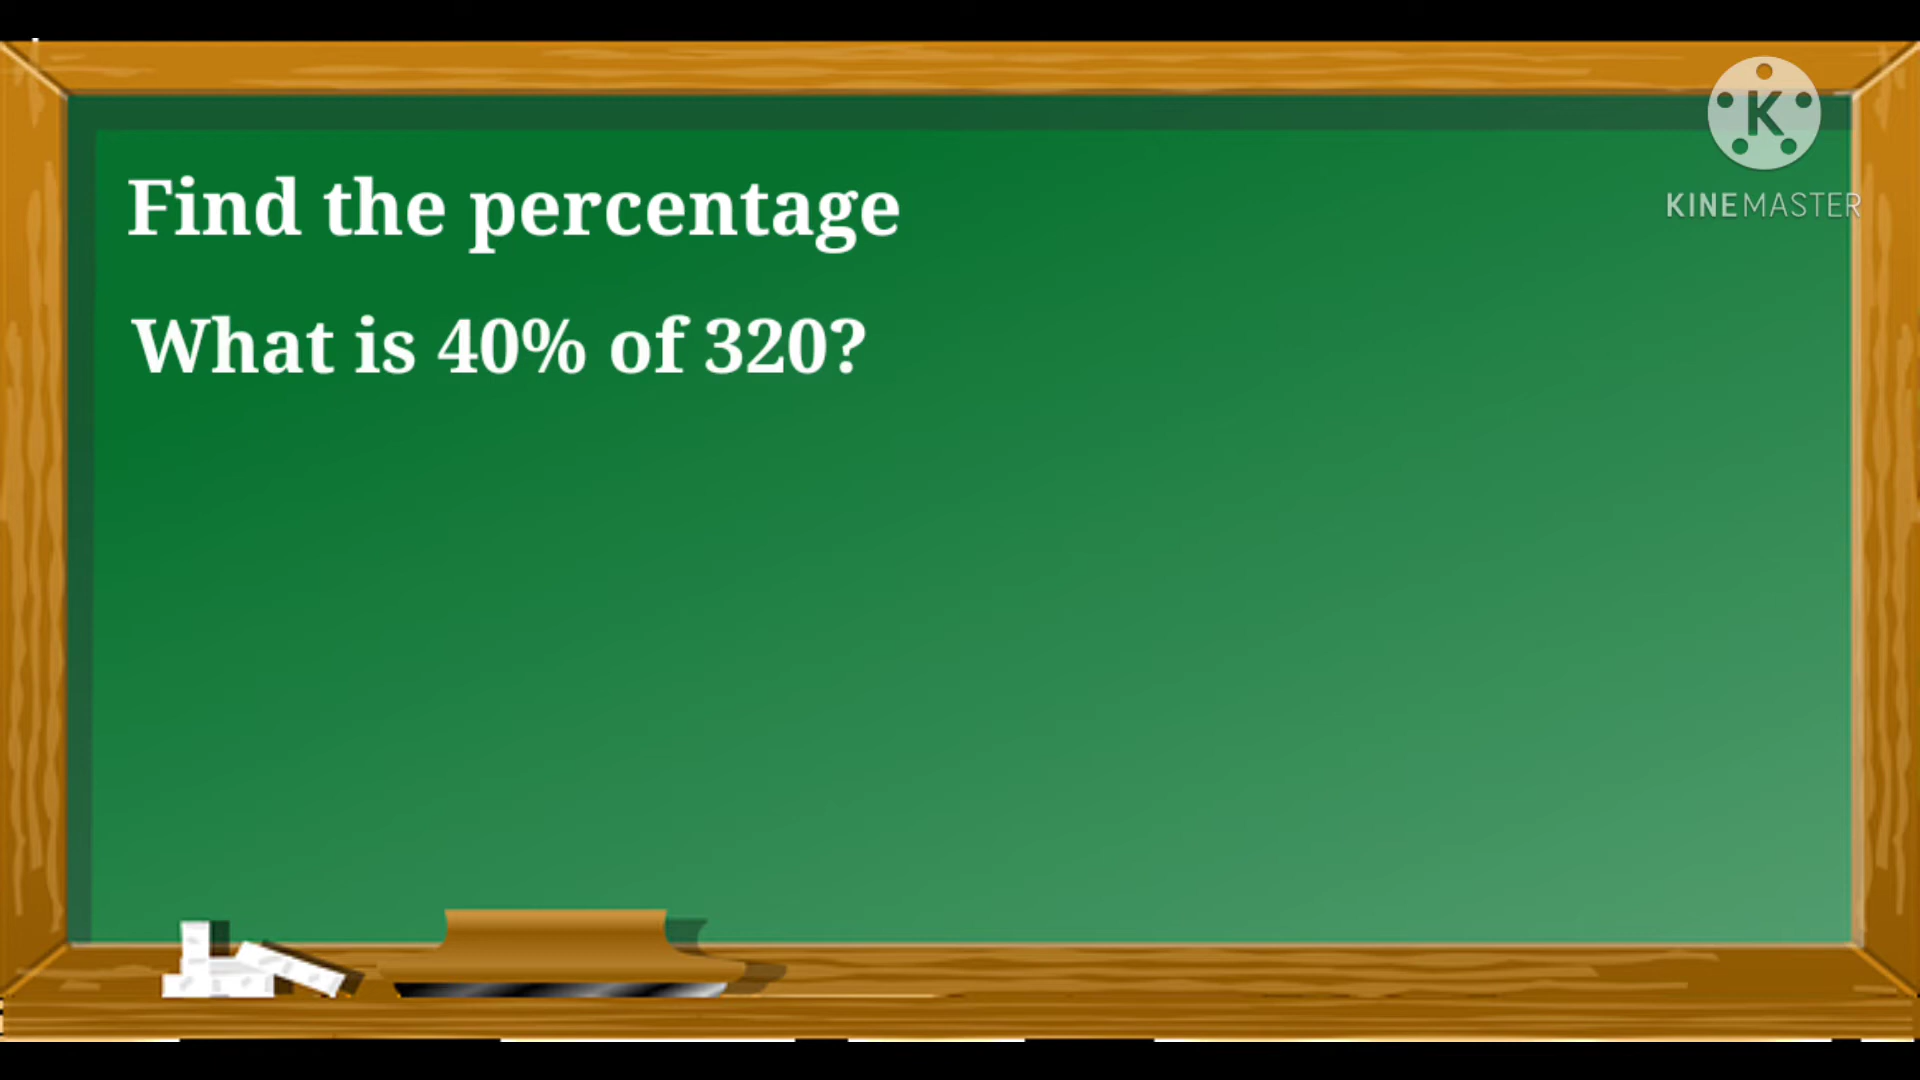 Find the percentage
What is 40% of 320?
K
KINEMASTER